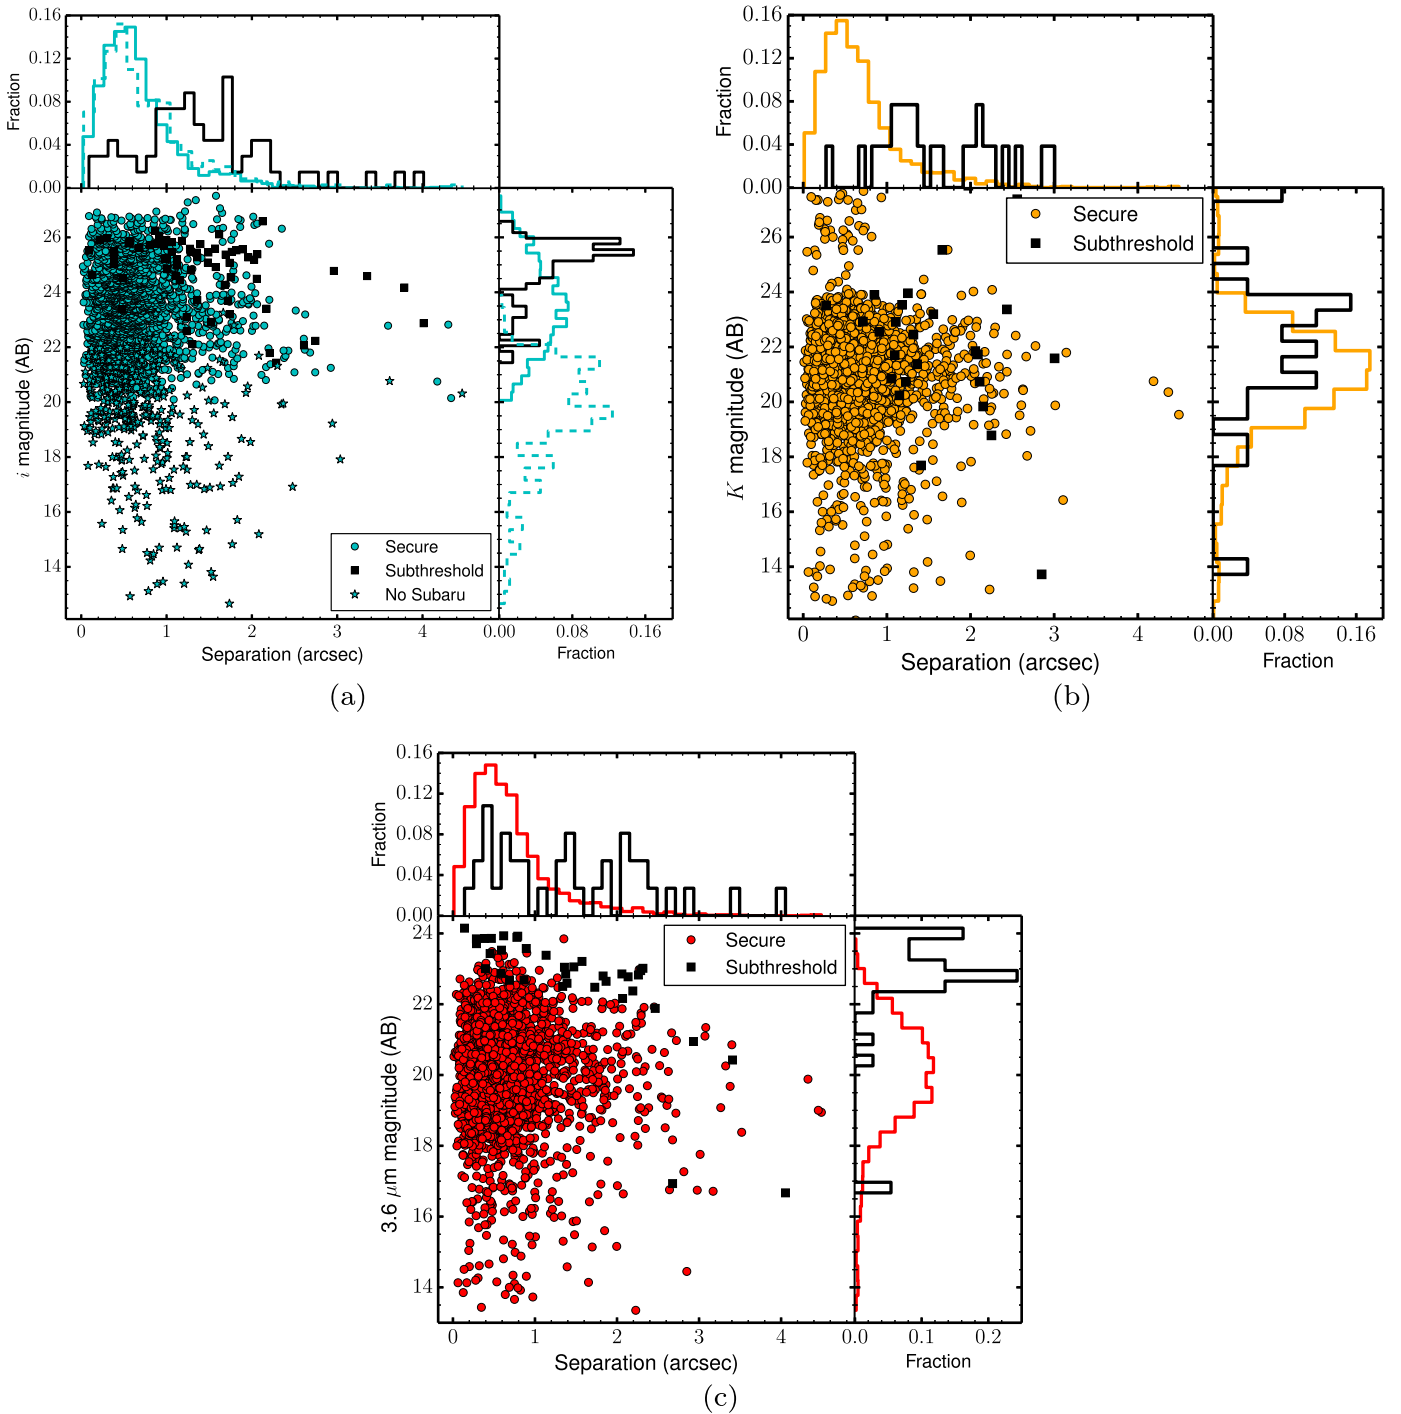 0.16
0.12
0.08
0.04
0.00
Fraction
26
24
22
20
18
16
14
i magnitude (AB)
Secure
Subthreshold
No Subaru
0 1 2 3 4
Separation (arcsec)
0.00 0.08 0.16
Fraction
(a)
0.16
0.12
0.08
0.04
0.00
Fraction
26
24
22
20
18
16
14
K magnitude (AB)
Secure
Subthreshold
0 1 2 3 4
Separation (arcsec)
0.00 0.08 0.16
Fraction
(b)
0.16
0.12
0.08
0.04
0.00
Fraction
24
22
20
18
16
14
3.6 μm magnitude (AB)
Secure
Subthreshold
0 1 2 3 4
Separation (arcsec)
0.0 0.1 0.2
Fraction
(c)